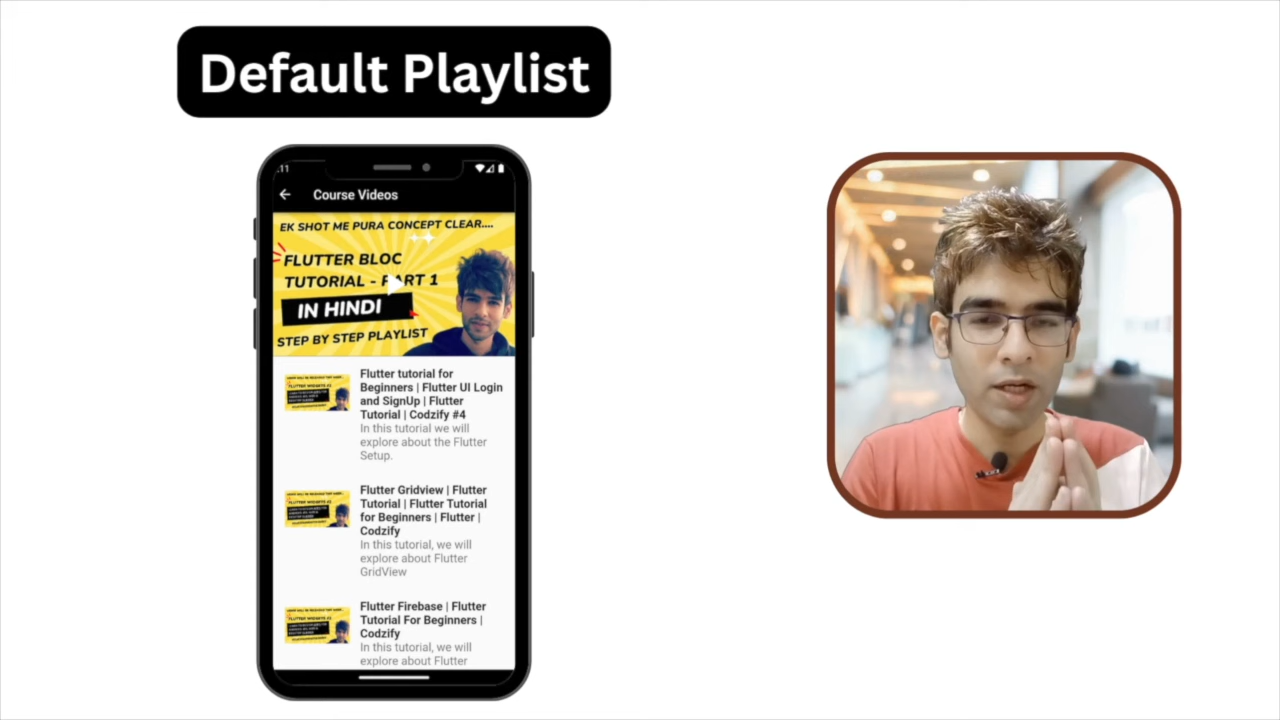 Default Playlist
:11
Course Videos
EK SHOT ME PURA CONCEPT CLEAR....
FLUTTER BLOC
TUTORIAL - PART 1
IN HINDI
STEP BY STEP PLAYLIST
Flutter tutorial for
Beginners | Flutter UI Login
and SignUp | Flutter
Tutorial | Codzify #4
In this tutorial we will
explore about the Flutter
Setup.
Flutter Gridview | Flutter
Tutorial | Flutter Tutorial
for Beginners | Flutter |
Codzify
In this tutorial, we will
explore about Flutter
GridView
Flutter Firebase | Flutter
Tutorial For Beginners |
Codzify
In this tutorial, we will
explore about Flutter